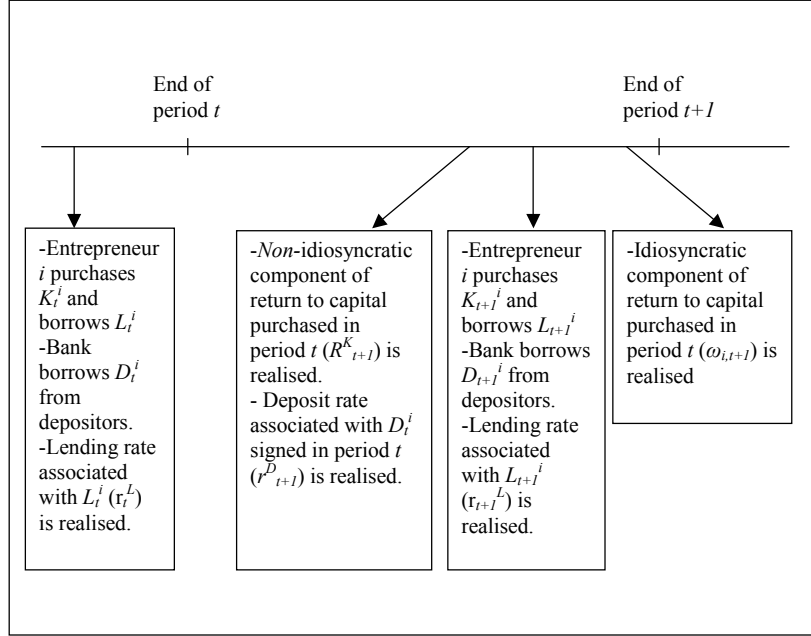 End of
period t
End of
period t+1
-Entrepreneur
i purchases
K_t^i and
borrows L_t^i
-Bank
borrows D_t^i
from
depositors.
-Lending rate
associated
with L_t^i (r_t^L)
is realised.
-Non-idiosyncratic
component of
return to capital
purchased in
period t (R^K_{t+1}) is
realised.
- Deposit rate
associated with D_t^i
signed in period t
(r^D_{t+1}) is realised.
-Entrepreneur
i purchases
K_{t+1}^i and
borrows L_{t+1}^i
-Bank borrows
D_{t+1}^i from
depositors.
-Lending rate
associated
with L_{t+1}^i
(r_{t+1}^L) is
realised.
-Idiosyncratic
component of
return to capital
purchased in
period t (ω_{i,t+1}) is
realised